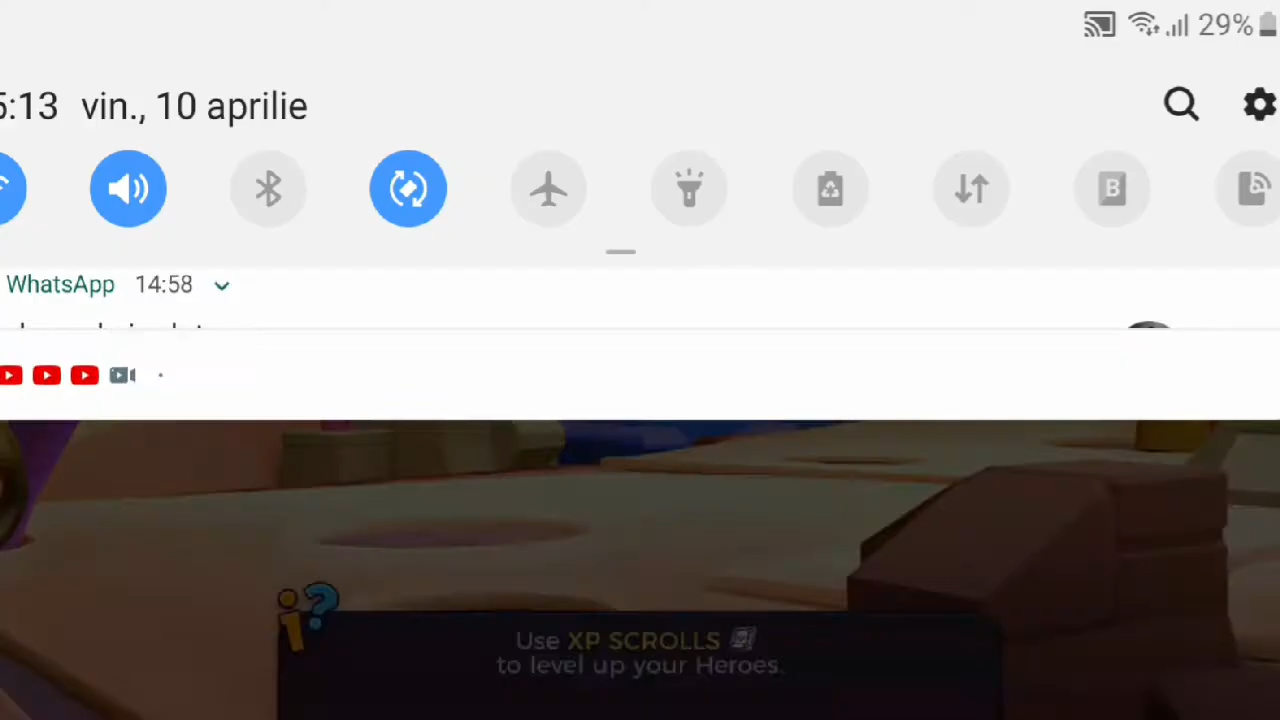 29%
5:13 vin., 10 aprilie
B
WhatsApp 14:58
Use XP SCROLLS
to level up your Heroes.